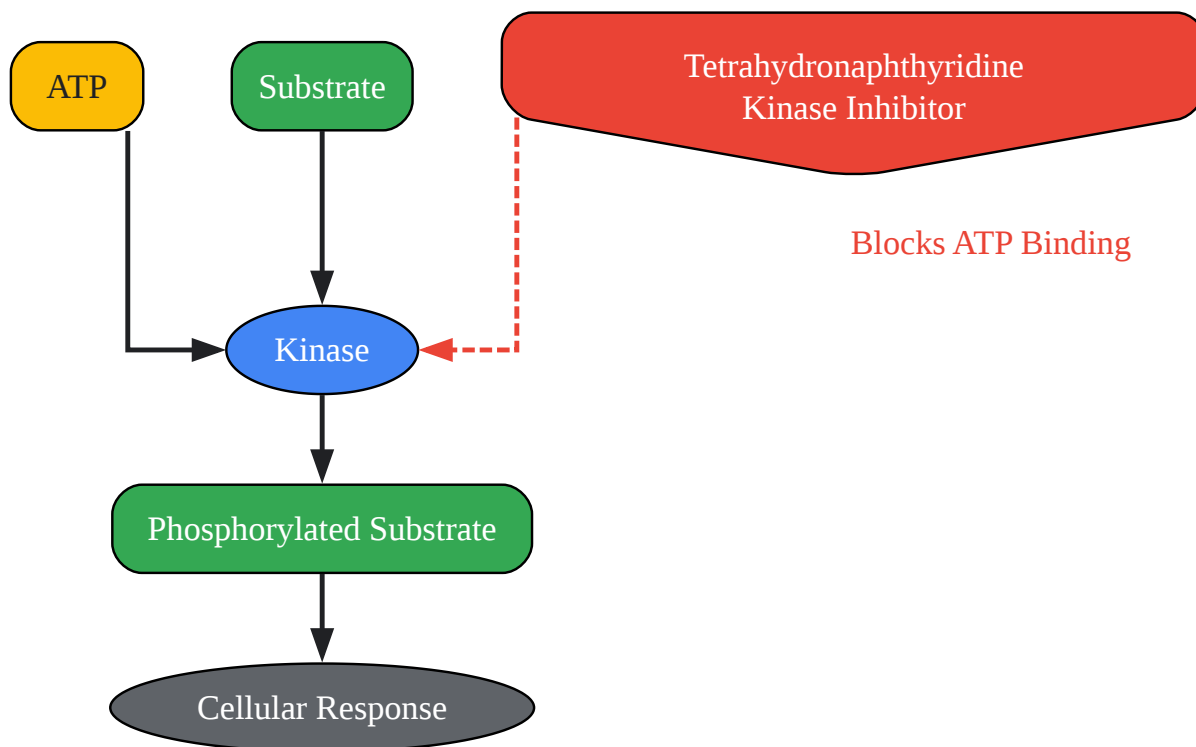 ATP
Substrate
Tetrahydronaphthyridine
Kinase Inhibitor
Blocks ATP Binding
Kinase
Phosphorylated Substrate
Cellular Response